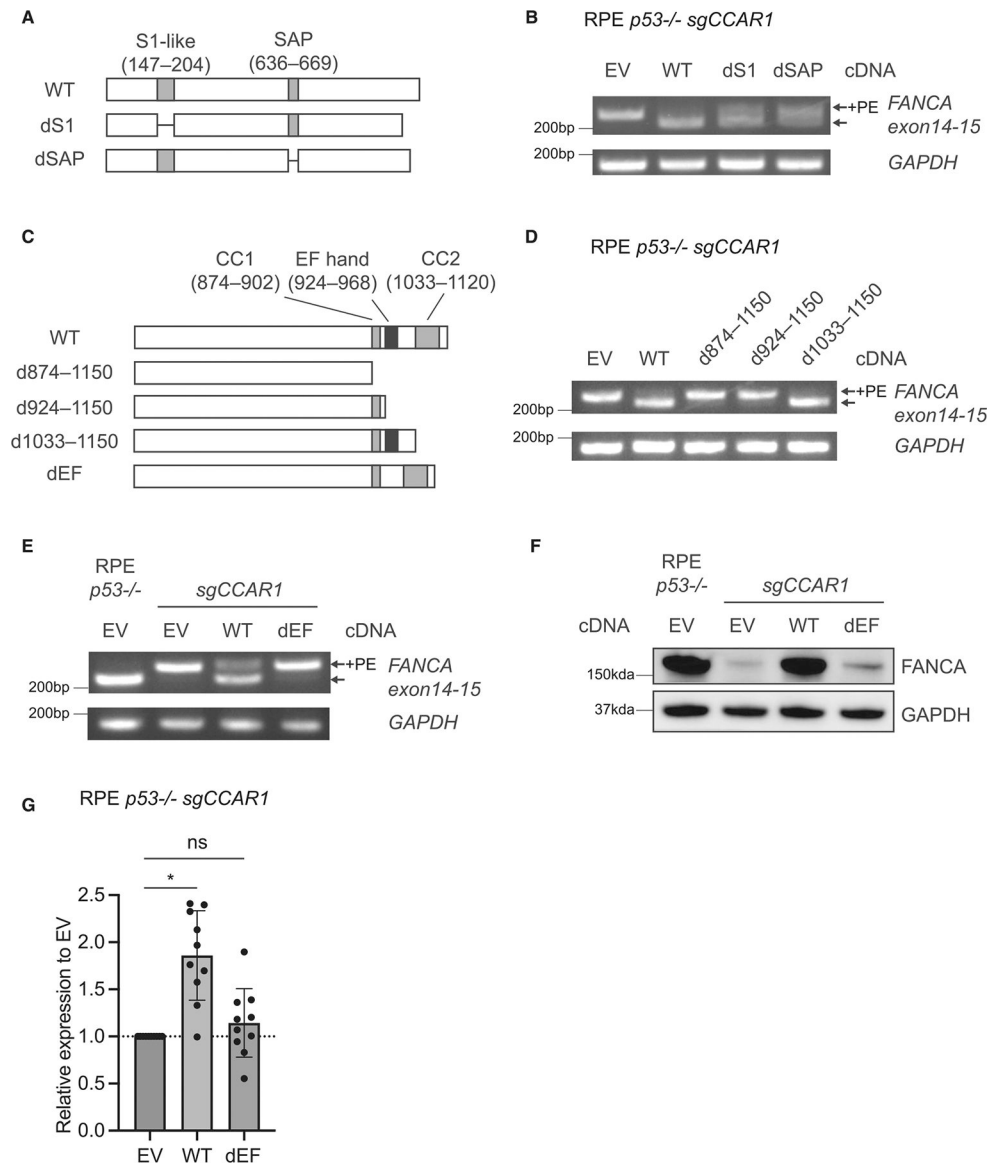 A
S1-like
(147–204)
SAP
(636–669)
WT
dS1
dSAP
B
RPE p53-/- sgCCAR1
EV WT dS1 dSAP cDNA
+PE FANCA
exon14-15
200bp
200bp
GAPDH
C
CC1
(874–902)
EF hand
(924–968)
CC2
(1033–1120)
WT
d874–1150
d924–1150
d1033–1150
dEF
D
RPE p53-/- sgCCAR1
EV WT d874–1150 d924–1150 d1033–1150 cDNA
+PE FANCA
exon14-15
200bp
200bp
GAPDH
E
RPE
p53-/-
sgCCAR1
EV EV WT dEF cDNA
+PE FANCA
exon14-15
200bp
200bp
GAPDH
F
RPE
p53-/-
sgCCAR1
cDNA EV EV WT dEF
150kda
FANCA
37kda
GAPDH
G
RPE p53-/- sgCCAR1
ns
*
Relative expression to EV
2.5
2.0
1.5
1.0
0.5
0.0
EV WT dEF